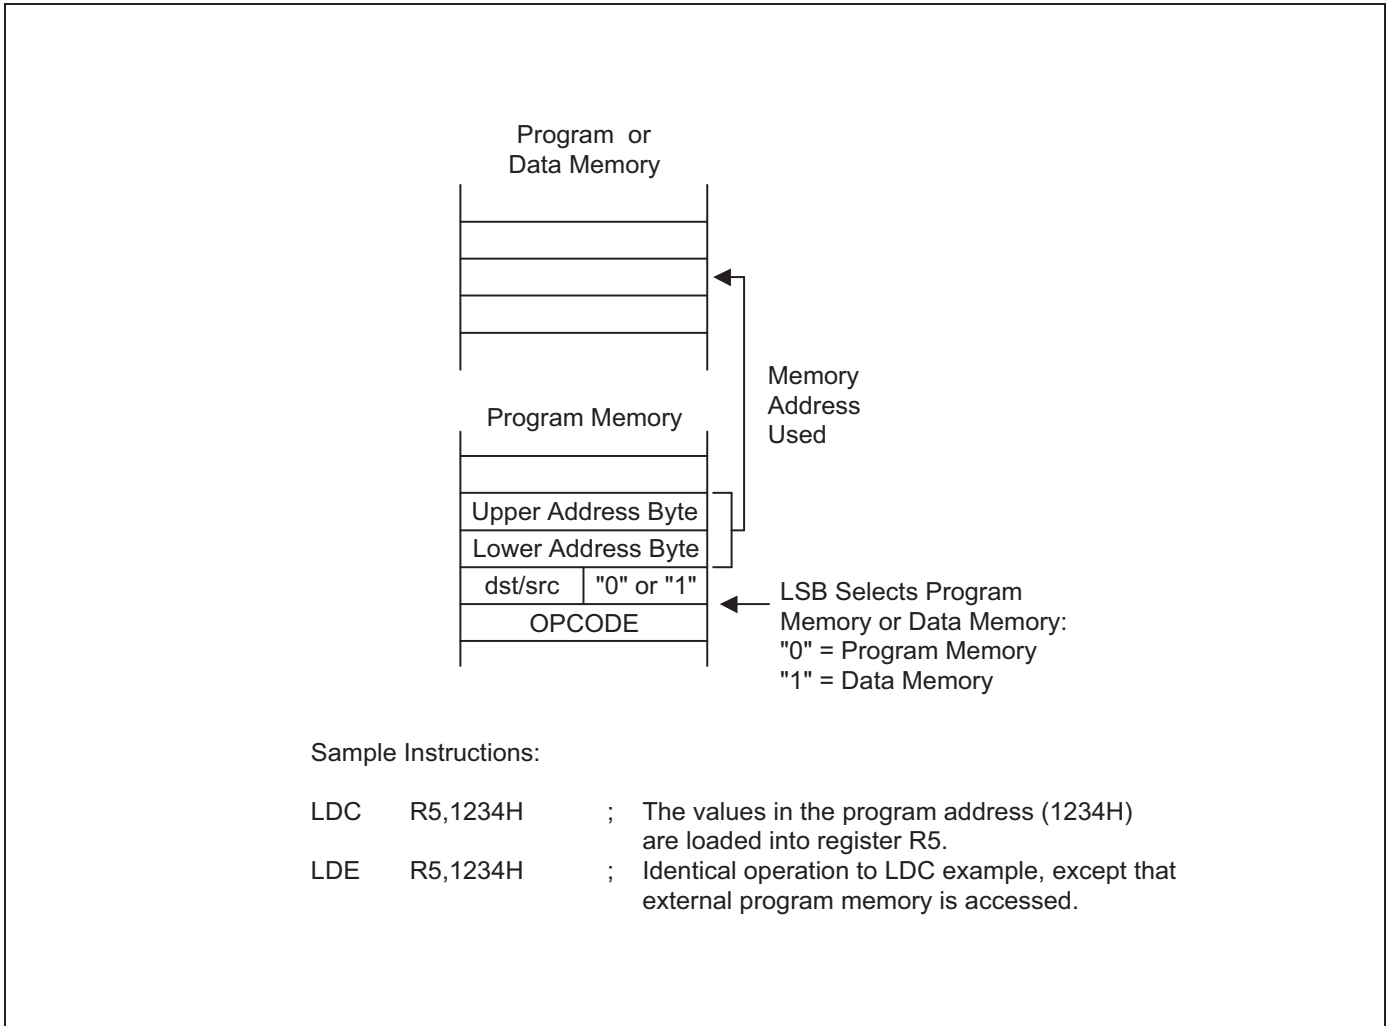 Program or
Data Memory
Memory
Address
Used
Program Memory
Upper Address Byte
Lower Address Byte
dst/src "0" or "1"
OPCODE
LSB Selects Program
Memory or Data Memory:
"0" = Program Memory
"1" = Data Memory
Sample Instructions:
LDC R5,1234H ; The values in the program address (1234H)
are loaded into register R5.
LDE R5,1234H ; Identical operation to LDC example, except that
external program memory is accessed.